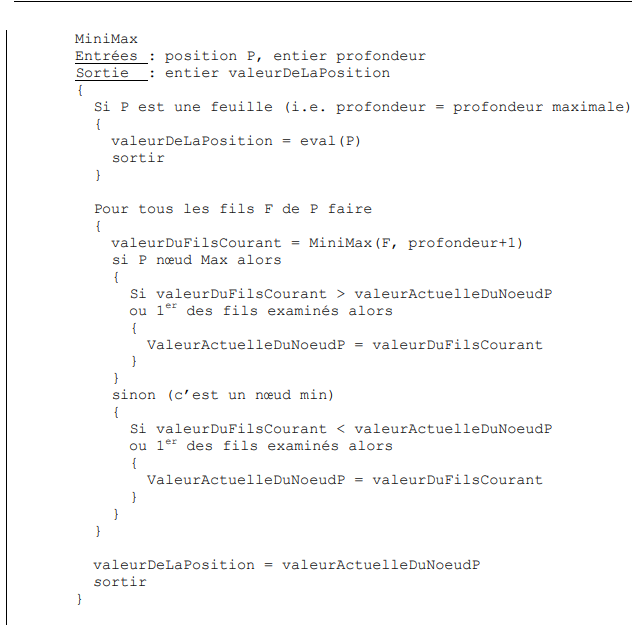 MiniMax
Entrées : position P, entier profondeur
Sortie : entier valeurDeLaPosition
{
Si P est une feuille (i.e. profondeur = profondeur maximale)
{
valeurDeLaPosition = eval(P)
sortir
}
Pour tous les fils F de P faire
{
valeurDuFilsCourant = MiniMax(F, profondeur+1)
si P nœud Max alors
{
Si valeurDuFilsCourant > valeurActuelleDuNoeudP
ou 1er des fils examinés alors
{
ValeurActuelleDuNoeudP = valeurDuFilsCourant
}
}
sinon (c’est un nœud min)
{
Si valeurDuFilsCourant < valeurActuelleDuNoeudP
ou 1er des fils examinés alors
{
ValeurActuelleDuNoeudP = valeurDuFilsCourant
}
}
}
valeurDeLaPosition = valeurActuelleDuNoeudP
sortir
}